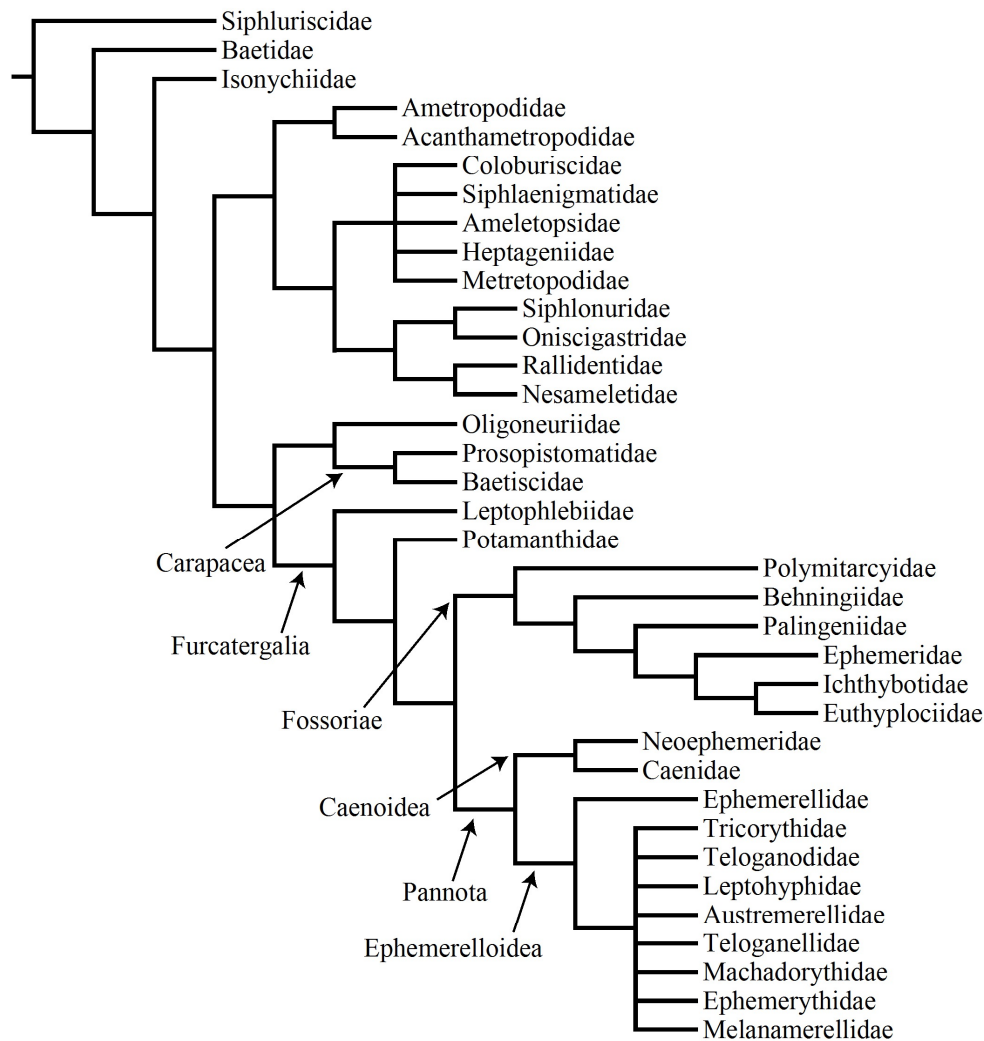 Siphluriscidae
Baetidae
Isonychiidae
Ametropodidae
Acanthametropodidae
Coloburiscidae
Siphlaenigmatidae
Ameletopsidae
Heptageniidae
Metretopodidae
Siphlonuridae
Oniscigastridae
Rallidentidae
Nesameletidae
Oligoneuriidae
Prosopistomatidae
Baetiscidae
Leptophlebiidae
Potamanthidae
Carapacea
Polymitarcyidae
Behningiidae
Palingeniidae
Furcatergalia
Ephemeridae
Ichthybotidae
Euthyplociidae
Fossoriae
Neoephemeridae
Caenidae
Ephemerellidae
Caenoidea
Tricorythidae
Teloganodidae
Leptohyphidae
Pannota
Austremerellidae
Teloganellidae
Ephemerelloidea
Machadorythidae
Ephemerythidae
Melanamerellidae